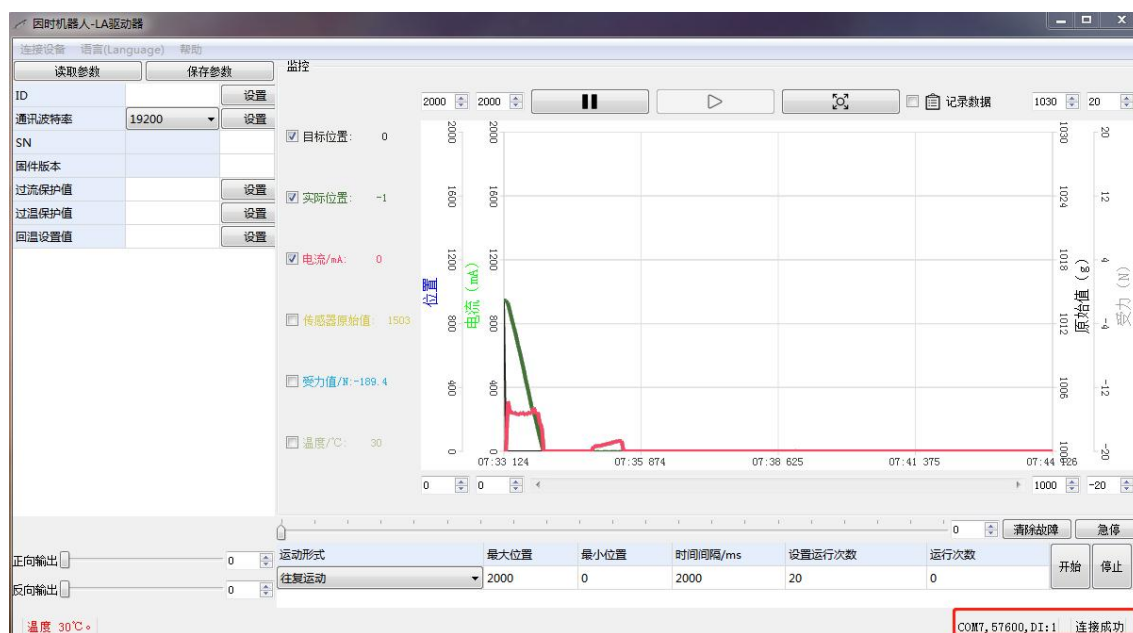 因时机器人-LA驱动器
连接设备 语言(Language) 帮助
读取参数 保存参数 监控
ID 设置
通讯波特率 19200 设置
SN
固件版本
过流保护值 设置
过温保护值 设置
回温设置值 设置
2000 2000 记录数据 1030 20
目标位置: 0
实际位置: -1
电流/mA: 0
传感器原始值: 1503
受力值/N:-189.4
温度/℃: 30
位置
2000 1600 1200 800 400 0
电流 (mA)
2000 1600 1200 800 400 0
原始值 (g)
1030 1024 1018 1012 1006
受力 (N)
20 12 4 -4 -12 -20
07:33 124 07:35 874 07:38 625 07:41 375 07:44
0 0 1000 -20
0 清除故障 急停
正向输出 0
反向输出 0
运动形式 最大位置 最小位置 时间间隔/ms 设置运行次数 运行次数 开始 停止
往复运动 2000 0 2000 20 0
温度 30℃。 COM7,57600,DI:1 连接成功